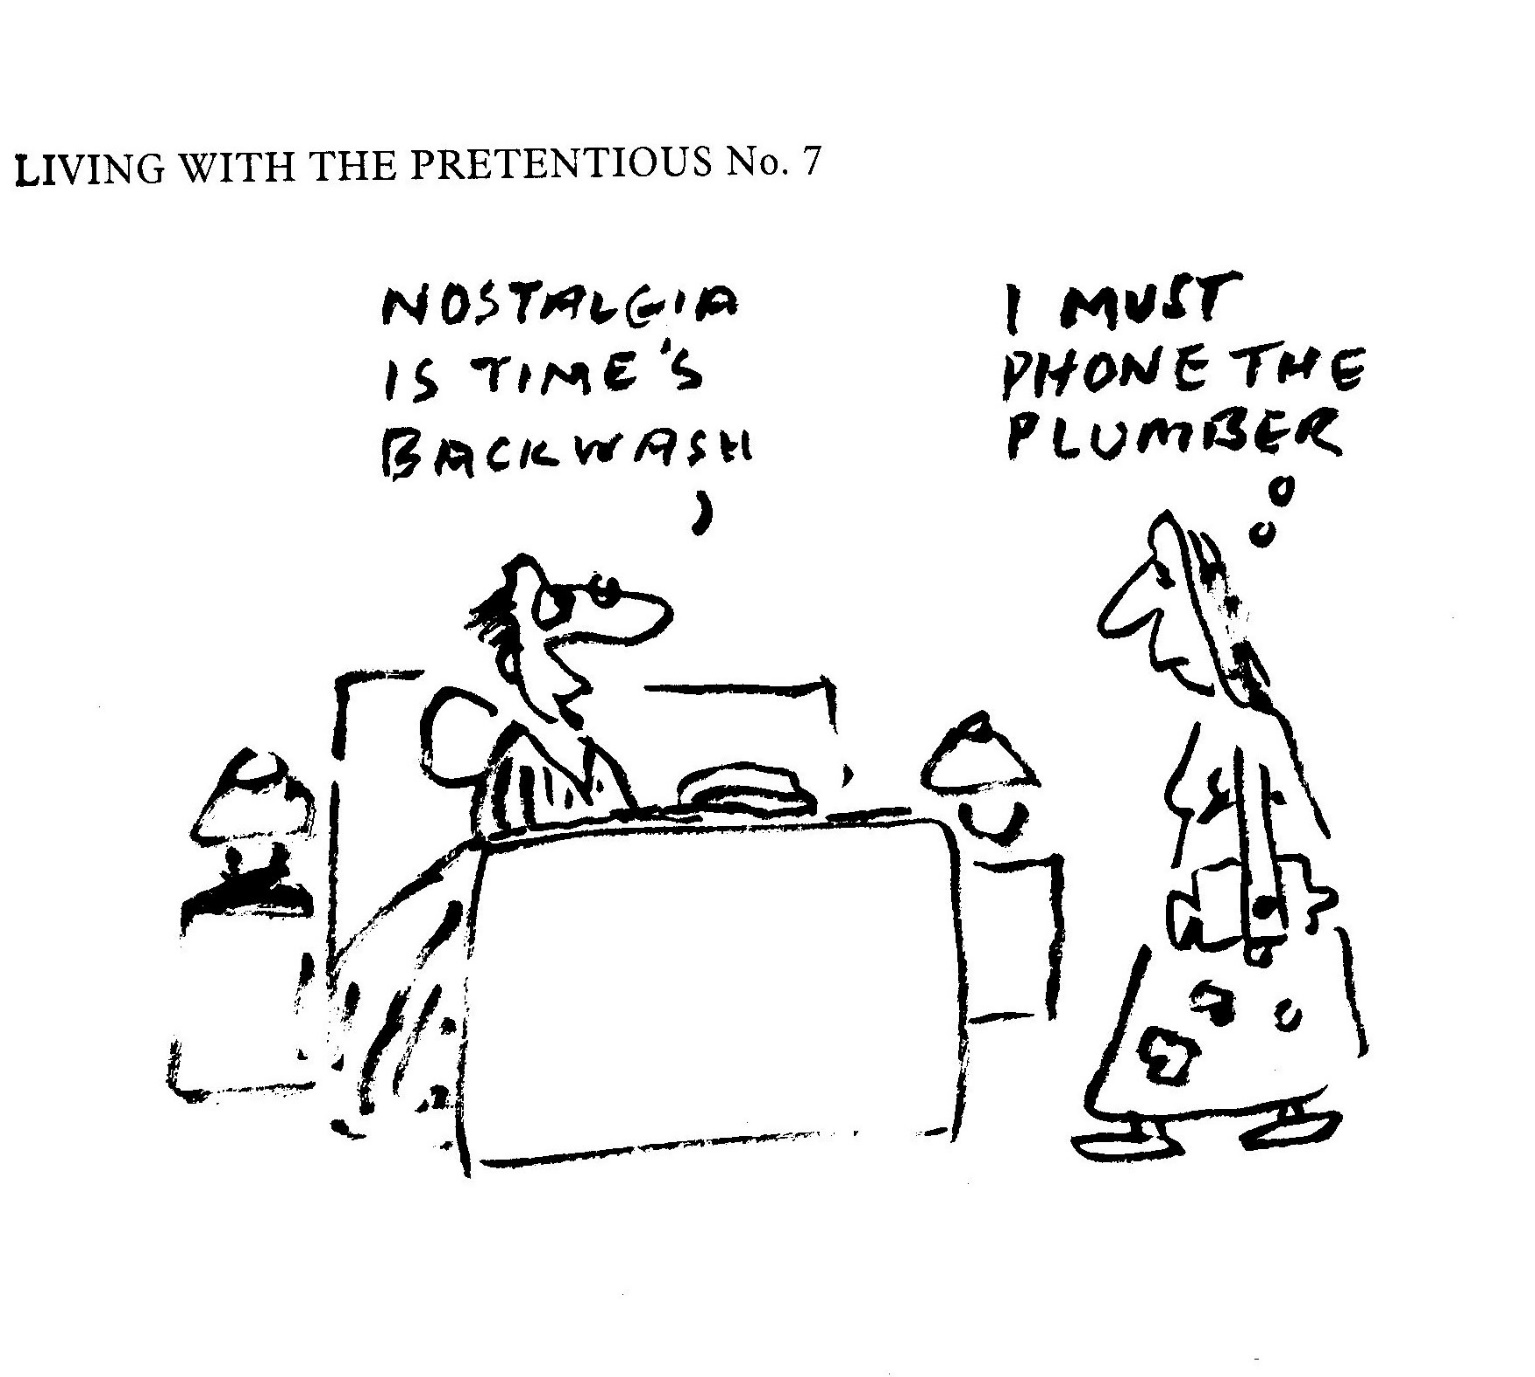 LIVING WITH THE PRETENTIOUS No. 7
NOSTALGIA
IS TIME'S
BACKWASH
I MUST
PHONE THE
PLUMBER